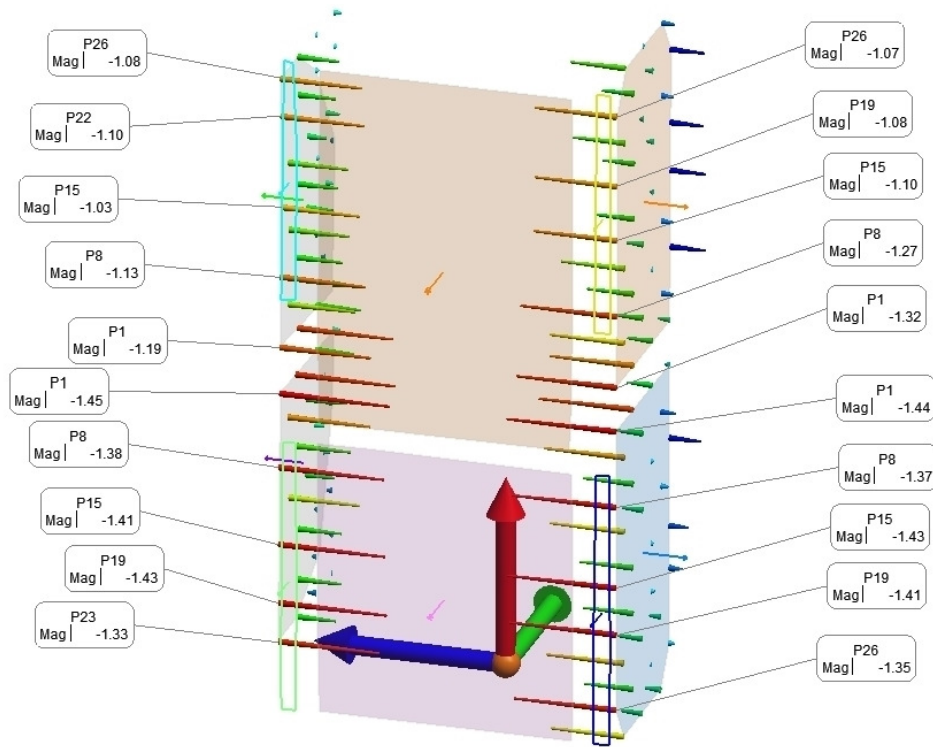 P26
Mag -1.08
P22
Mag -1.10
P15
Mag -1.03
P8
Mag -1.13
P1
Mag -1.19
P1
Mag -1.45
P8
Mag -1.38
P15
Mag -1.41
P19
Mag -1.43
P23
Mag -1.33
P26
Mag -1.07
P19
Mag -1.08
P15
Mag -1.10
P8
Mag -1.27
P1
Mag -1.32
P1
Mag -1.44
P8
Mag -1.37
P15
Mag -1.43
P19
Mag -1.41
P26
Mag -1.35